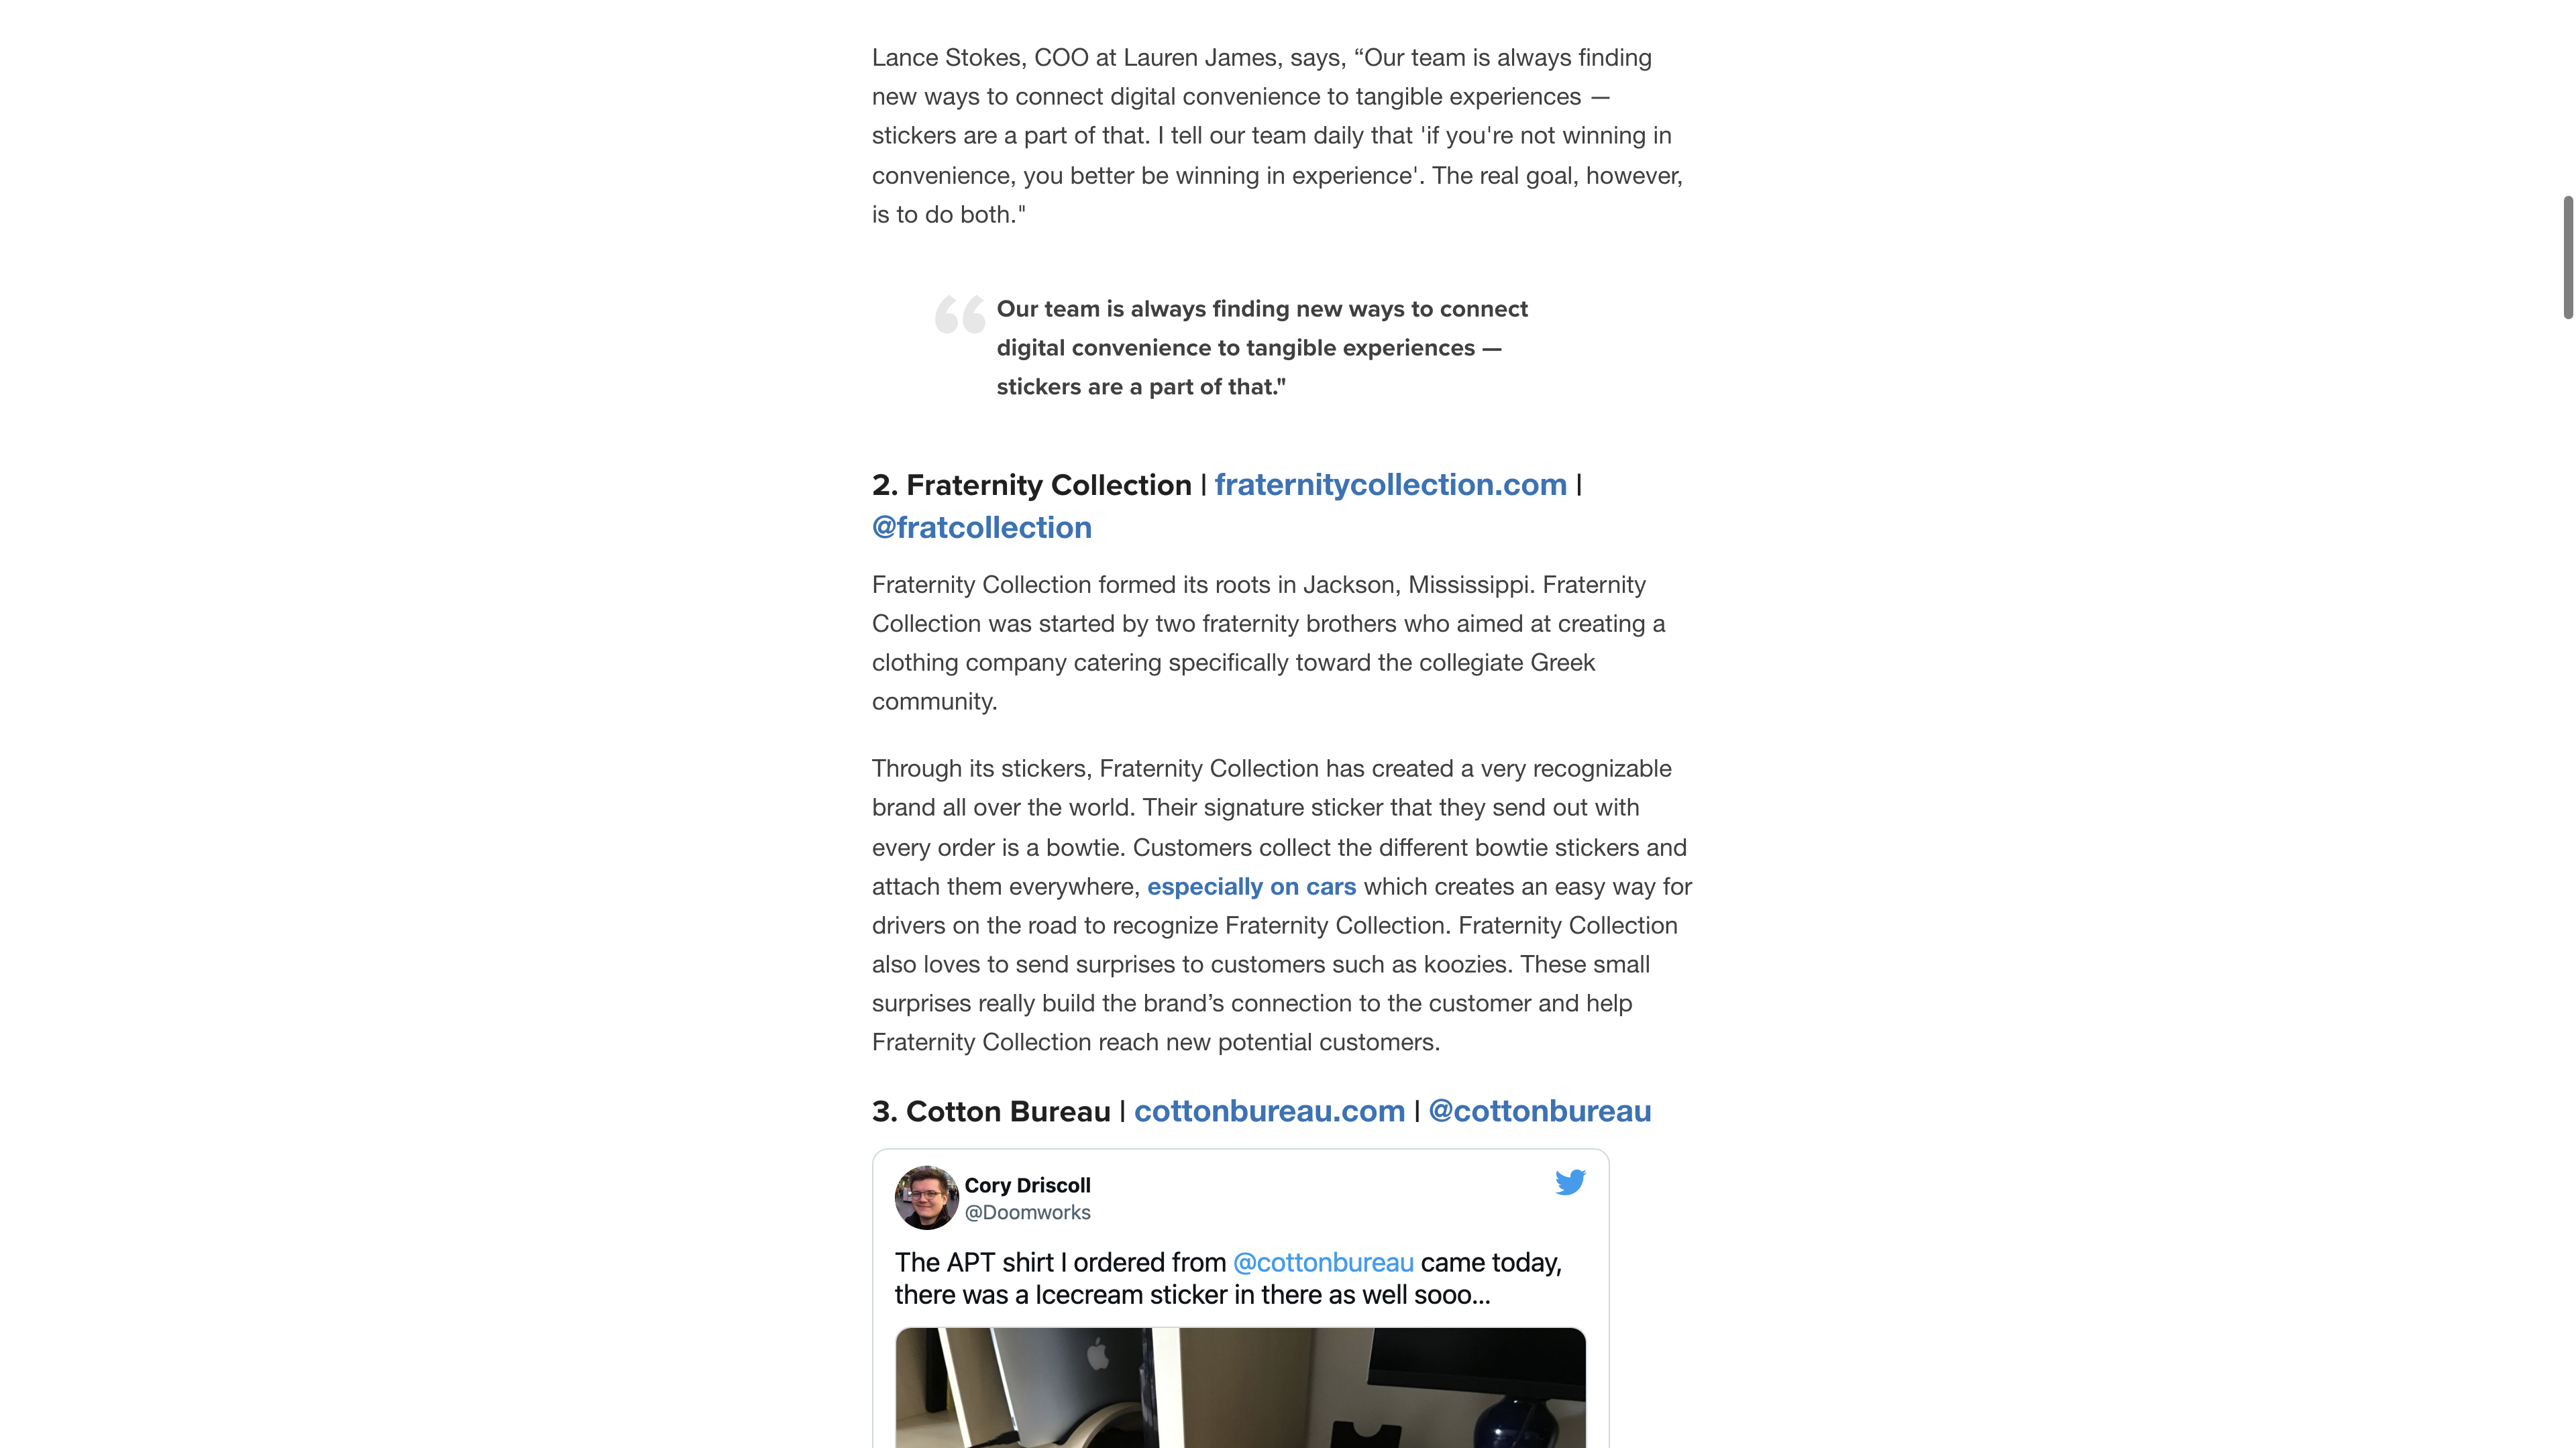 Lance Stokes, COO at Lauren James, says, “Our team is always finding
new ways to connect digital convenience to tangible experiences —
stickers are a part of that. I tell our team daily that 'if you're not winning in
convenience, you better be winning in experience'. The real goal, however,
is to do both."
“Our team is always finding new ways to connect
digital convenience to tangible experiences —
stickers are a part of that."
2. Fraternity Collection | fraternitycollection.com |
@fratcollection
Fraternity Collection formed its roots in Jackson, Mississippi. Fraternity
Collection was started by two fraternity brothers who aimed at creating a
clothing company catering specifically toward the collegiate Greek
community.
Through its stickers, Fraternity Collection has created a very recognizable
brand all over the world. Their signature sticker that they send out with
every order is a bowtie. Customers collect the different bowtie stickers and
attach them everywhere, especially on cars which creates an easy way for
drivers on the road to recognize Fraternity Collection. Fraternity Collection
also loves to send surprises to customers such as koozies. These small
surprises really build the brand’s connection to the customer and help
Fraternity Collection reach new potential customers.
3. Cotton Bureau | cottonbureau.com | @cottonbureau
Cory Driscoll
@Doomworks
The APT shirt I ordered from @cottonbureau came today,
there was a Icecream sticker in there as well sooo...